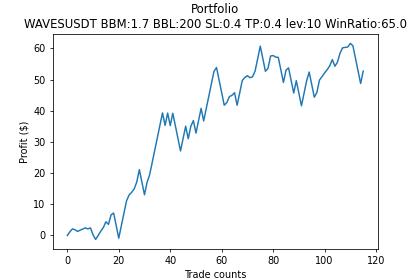 Portfolio
WAVESUSDT BBM:1.7 BBL:200 SL:0.4 TP:0.4 lev:10 WinRatio:65.0
60
50
40
30
20
10
0
Profit ($)
0 20 40 60 80 100 120
Trade counts